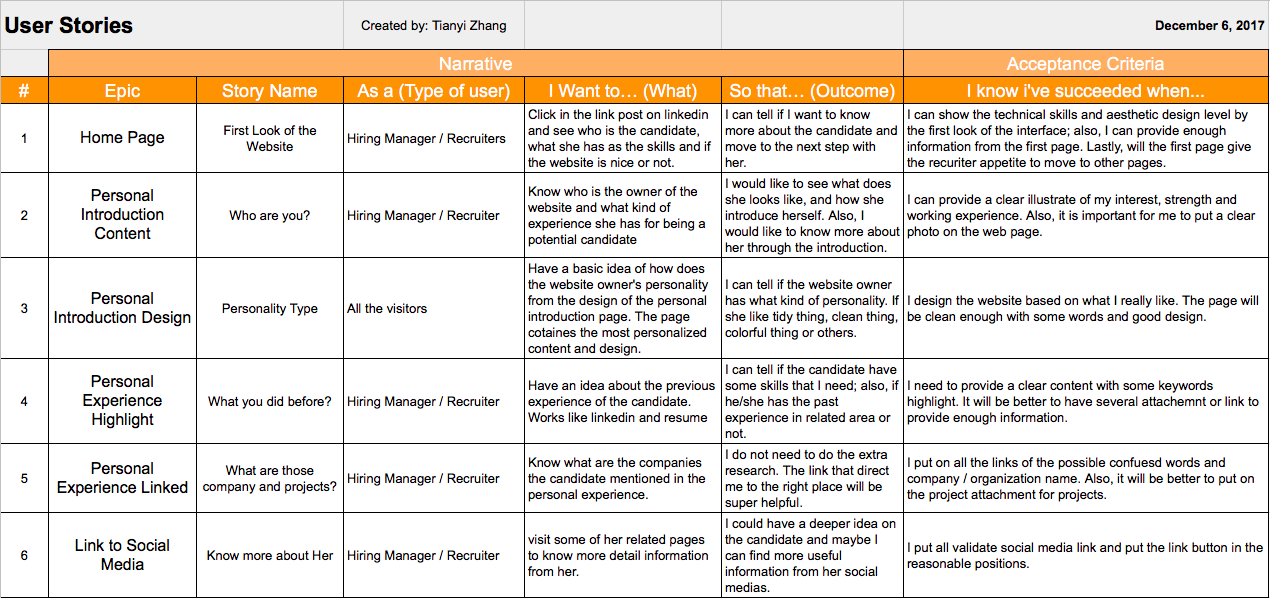 User Stories Created by: Tianyi Zhang December 6, 2017
Narrative Acceptance Criteria
# Epic Story Name As a (Type of user) I Want to… (What) So that… (Outcome) I know i've succeeded when...
1
Home Page
First Look of the
Website
Hiring Manager / Recruiters
Click in the link post on linkedin
and see who is the candidate,
what she has as the skills and if
the website is nice or not.
I can tell if I want to know
more about the candidate and
move to the next step with
her.
I can show the technical skills and aesthetic design level by
the first look of the interface; also, I can provide enough
information from the first page. Lastly, will the first page give
the recuriter appetite to move to other pages.
2
Personal
Introduction
Content
Who are you?
Hiring Manager / Recruiter
Know who is the owner of the
website and what kind of
experience she has for being a
potential candidate
I would like to see what does
she looks like, and how she
introduce herself. Also, I
would like to know more about
her through the introduction.
I can provide a clear illustrate of my interest, strength and
working experience. Also, it is important for me to put a clear
photo on the web page.
3
Personal
Introduction Design
Personality Type
All the visitors
Have a basic idea of how does
the website owner's personality
from the design of the personal
introduction page. The page
cotaines the most personalized
content and design.
I can tell if the website owner
has what kind of personality. If
she like tidy thing, clean thing,
colorful thing or others.
I design the website based on what I really like. The page will
be clean enough with some words and good design.
4
Personal
Experience
Highlight
What you did before?
Hiring Manager / Recruiter
Have an idea about the previous
experience of the candidate.
Works like linkedin and resume
I can tell if the candidate have
some skills that I need; also, if
he/she has the past
experience in related area or
not.
I need to provide a clear content with some keywords
highlight. It will be better to have several attachemnt or link to
provide enough information.
5
Personal
Experience Linked
What are those
company and projects?
Hiring Manager / Recruiter
Know what are the companies
the candidate mentioned in the
personal experience.
I do not need to do the extra
research. The link that direct
me to the right place will be
super helpful.
I put on all the links of the possible confuesd words and
company / organization name. Also, it will be better to put on
the project attachment for projects.
6
Link to Social
Media
Know more about Her
Hiring Manager / Recruiter
visit some of her related pages
to know more detail information
from her.
I could have a deeper idea on
the candidate and maybe I
can find more useful
information from her social
medias.
I put all validate social media link and put the link button in the
reasonable positions.